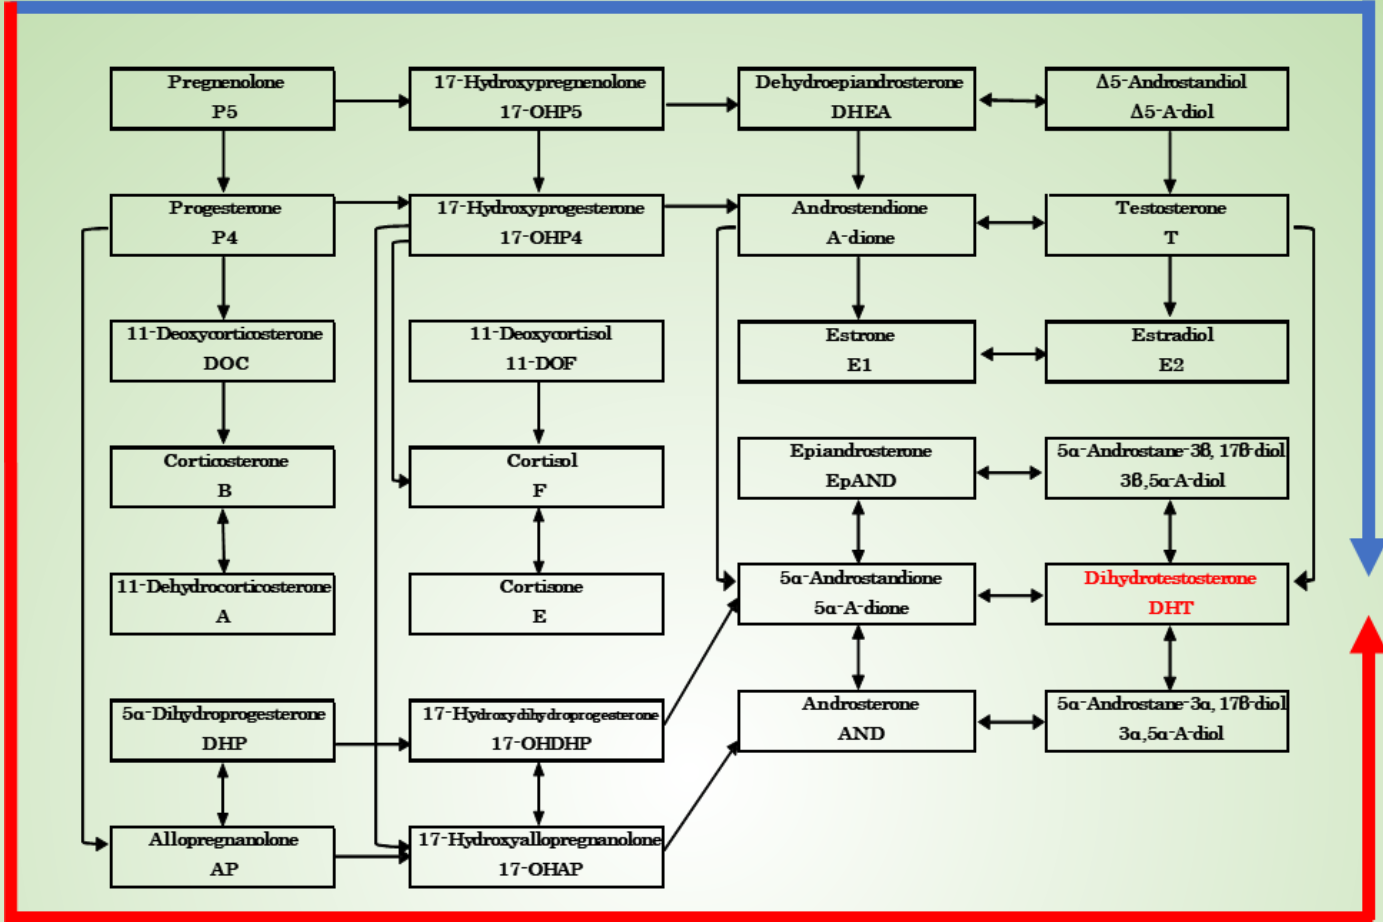 Pregnenolone
P5
17-Hydroxypregnenolone
17-OHP5
Dehydroepiandrosterone
DHEA
Δ5-Androstandiol
Δ5-A-diol
Progesterone
P4
17-Hydroxyprogesterone
17-OHP4
Androstendione
A-dione
Testosterone
T
11-Deoxycorticosterone
DOC
11-Deoxycortisol
11-DOF
Estrone
E1
Estradiol
E2
Corticosterone
B
Cortisol
F
Epiandrosterone
EpAND
5α-Androstane-3β, 17β-diol
3β,5α-A-diol
11-Dehydrocorticosterone
A
Cortisone
E
5α-Androstandione
5α-A-dione
Dihydrotestosterone
DHT
5α-Dihydroprogesterone
DHP
17-Hydroxydihydroprogesterone
17-OHDHP
Androsterone
AND
5α-Androstane-3α, 17β-diol
3α,5α-A-diol
Allopregnanolone
AP
17-Hydroxyallopregnanolone
17-OHAP